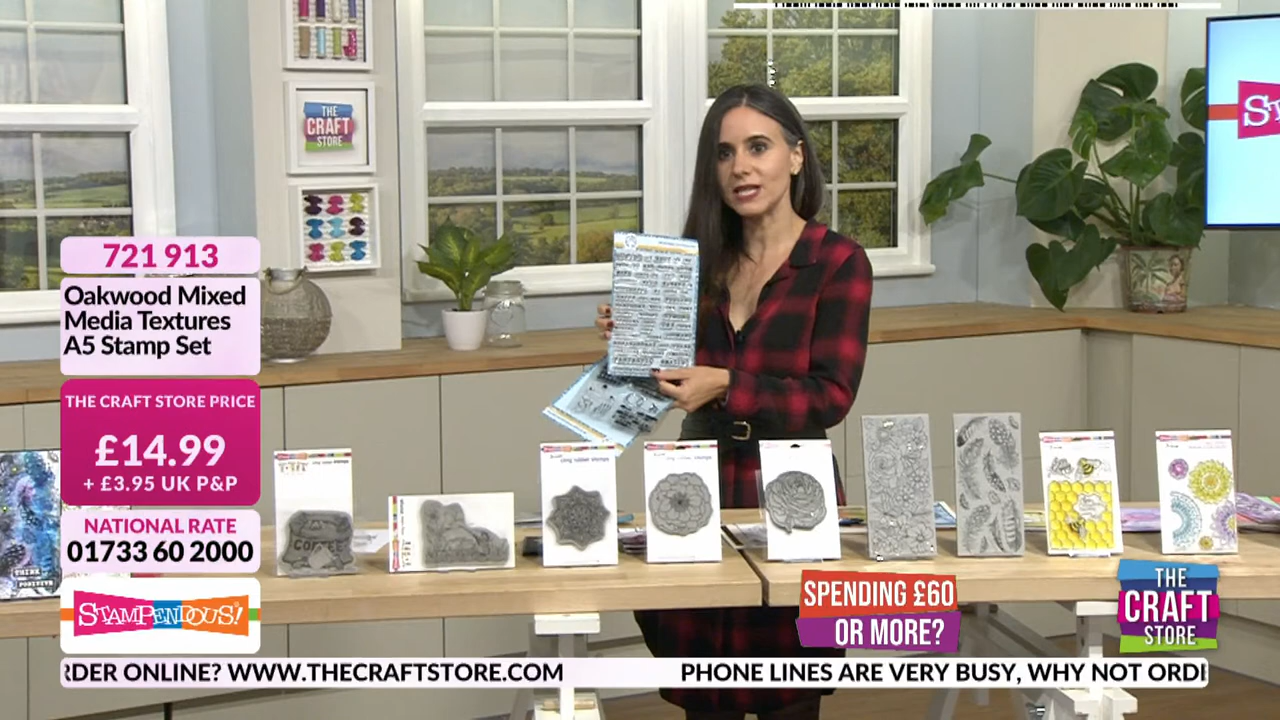 THE
CRAFT
STORE
721 913
Oakwood Mixed
Media Textures
A5 Stamp Set
THE CRAFT STORE PRICE
£14.99
+ £3.95 UK P&P
NATIONAL RATE
01733 60 2000
STAMPENDOUS!
COFFEE
THINK
POSITIVE
SPENDING £60
OR MORE?
THE
CRAFT
STORE
RDER ONLINE? WWW.THECRAFTSTORE.COM
PHONE LINES ARE VERY BUSY, WHY NOT ORDI